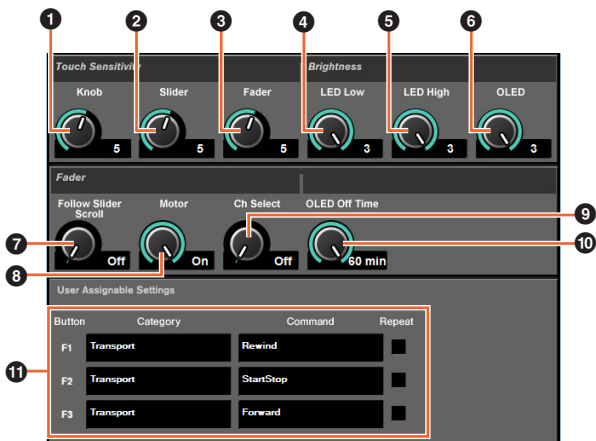 1 2 3 4 5 6
Touch Sensitivity Brightness
Knob Slider Fader LED Low LED High OLED
5 5 5 3 3 3
Fader
Follow Slider Scroll Motor Ch Select OLED Off Time
Off On Off 60 min
7 8 9 10
User Assignable Settings
Button Category Command Repeat
F1 Transport Rewind
F2 Transport StartStop
F3 Transport Forward
11